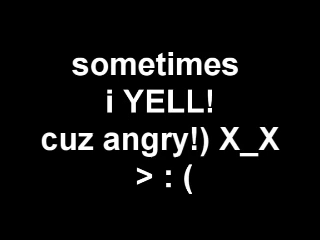 sometimes
i YELL!
cuz angry!) X_X
> : (